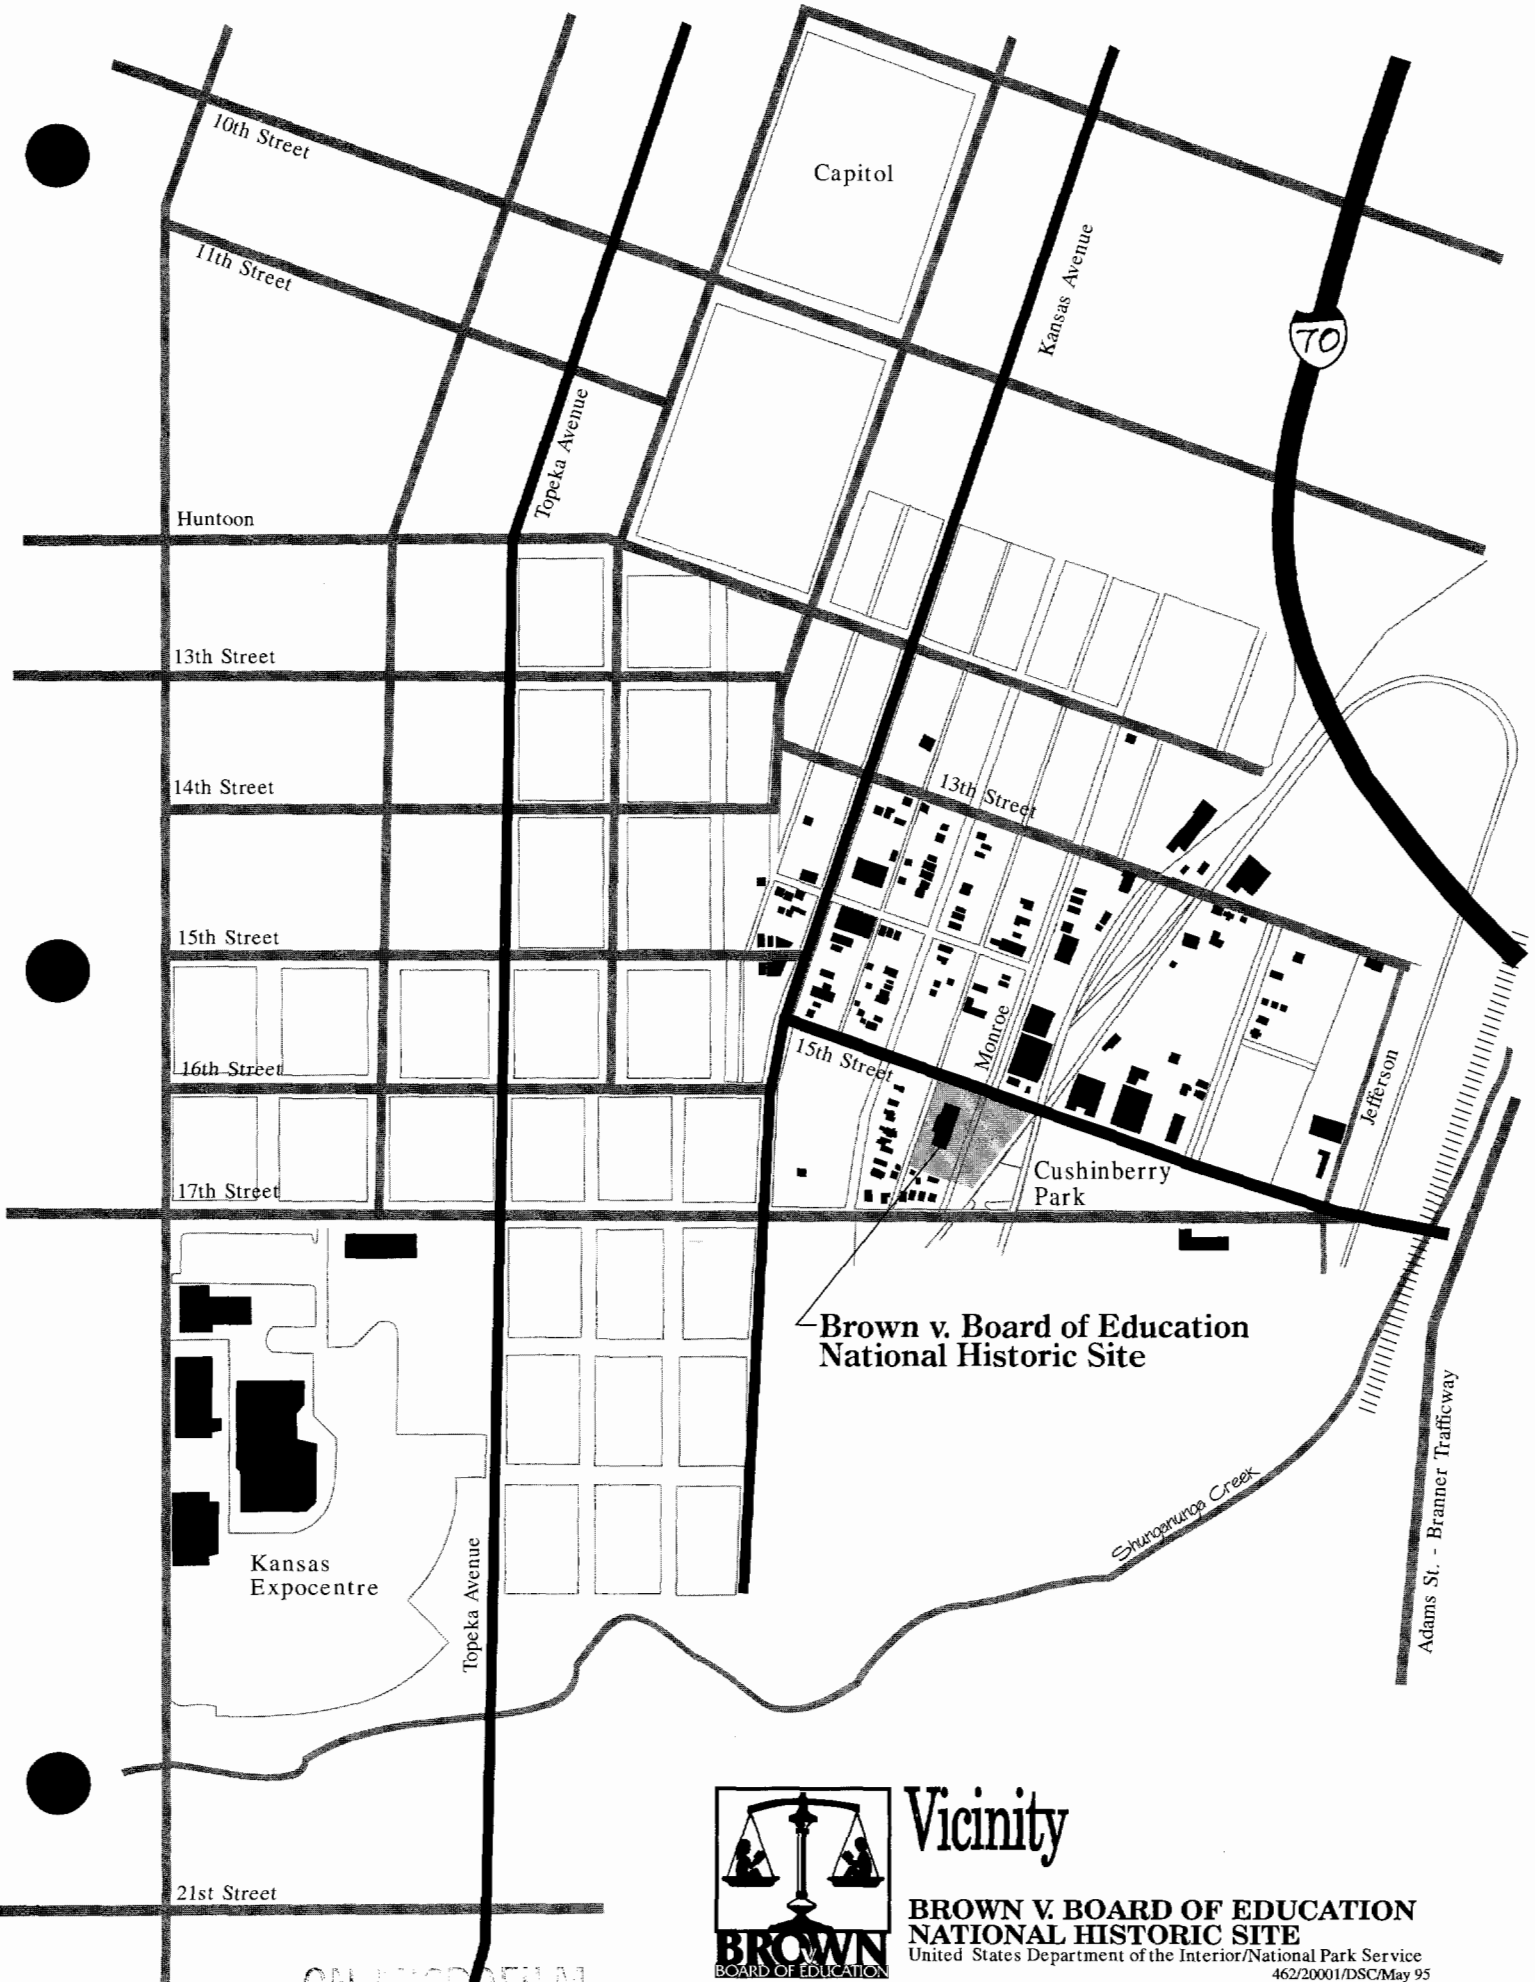 10th Street
Capitol
11th Street
Kansas Avenue
70
Topeka Avenue
Huntoon
13th Street
14th Street
13th Street
15th Street
Monroe
15th Street
16th Street
Jefferson
Cushinberry
Park
17th Street
Brown v. Board of Education
National Historic Site
Adams St. - Branner Trafficway
Shunganunga Creek
Kansas
Expocentre
Topeka Avenue
Vicinity
21st Street
BROWN V. BOARD OF EDUCATION
NATIONAL HISTORIC SITE
United States Department of the Interior/National Park Service
462/20001/DSC/May 95
BROWN
v.
BOARD OF EDUCATION